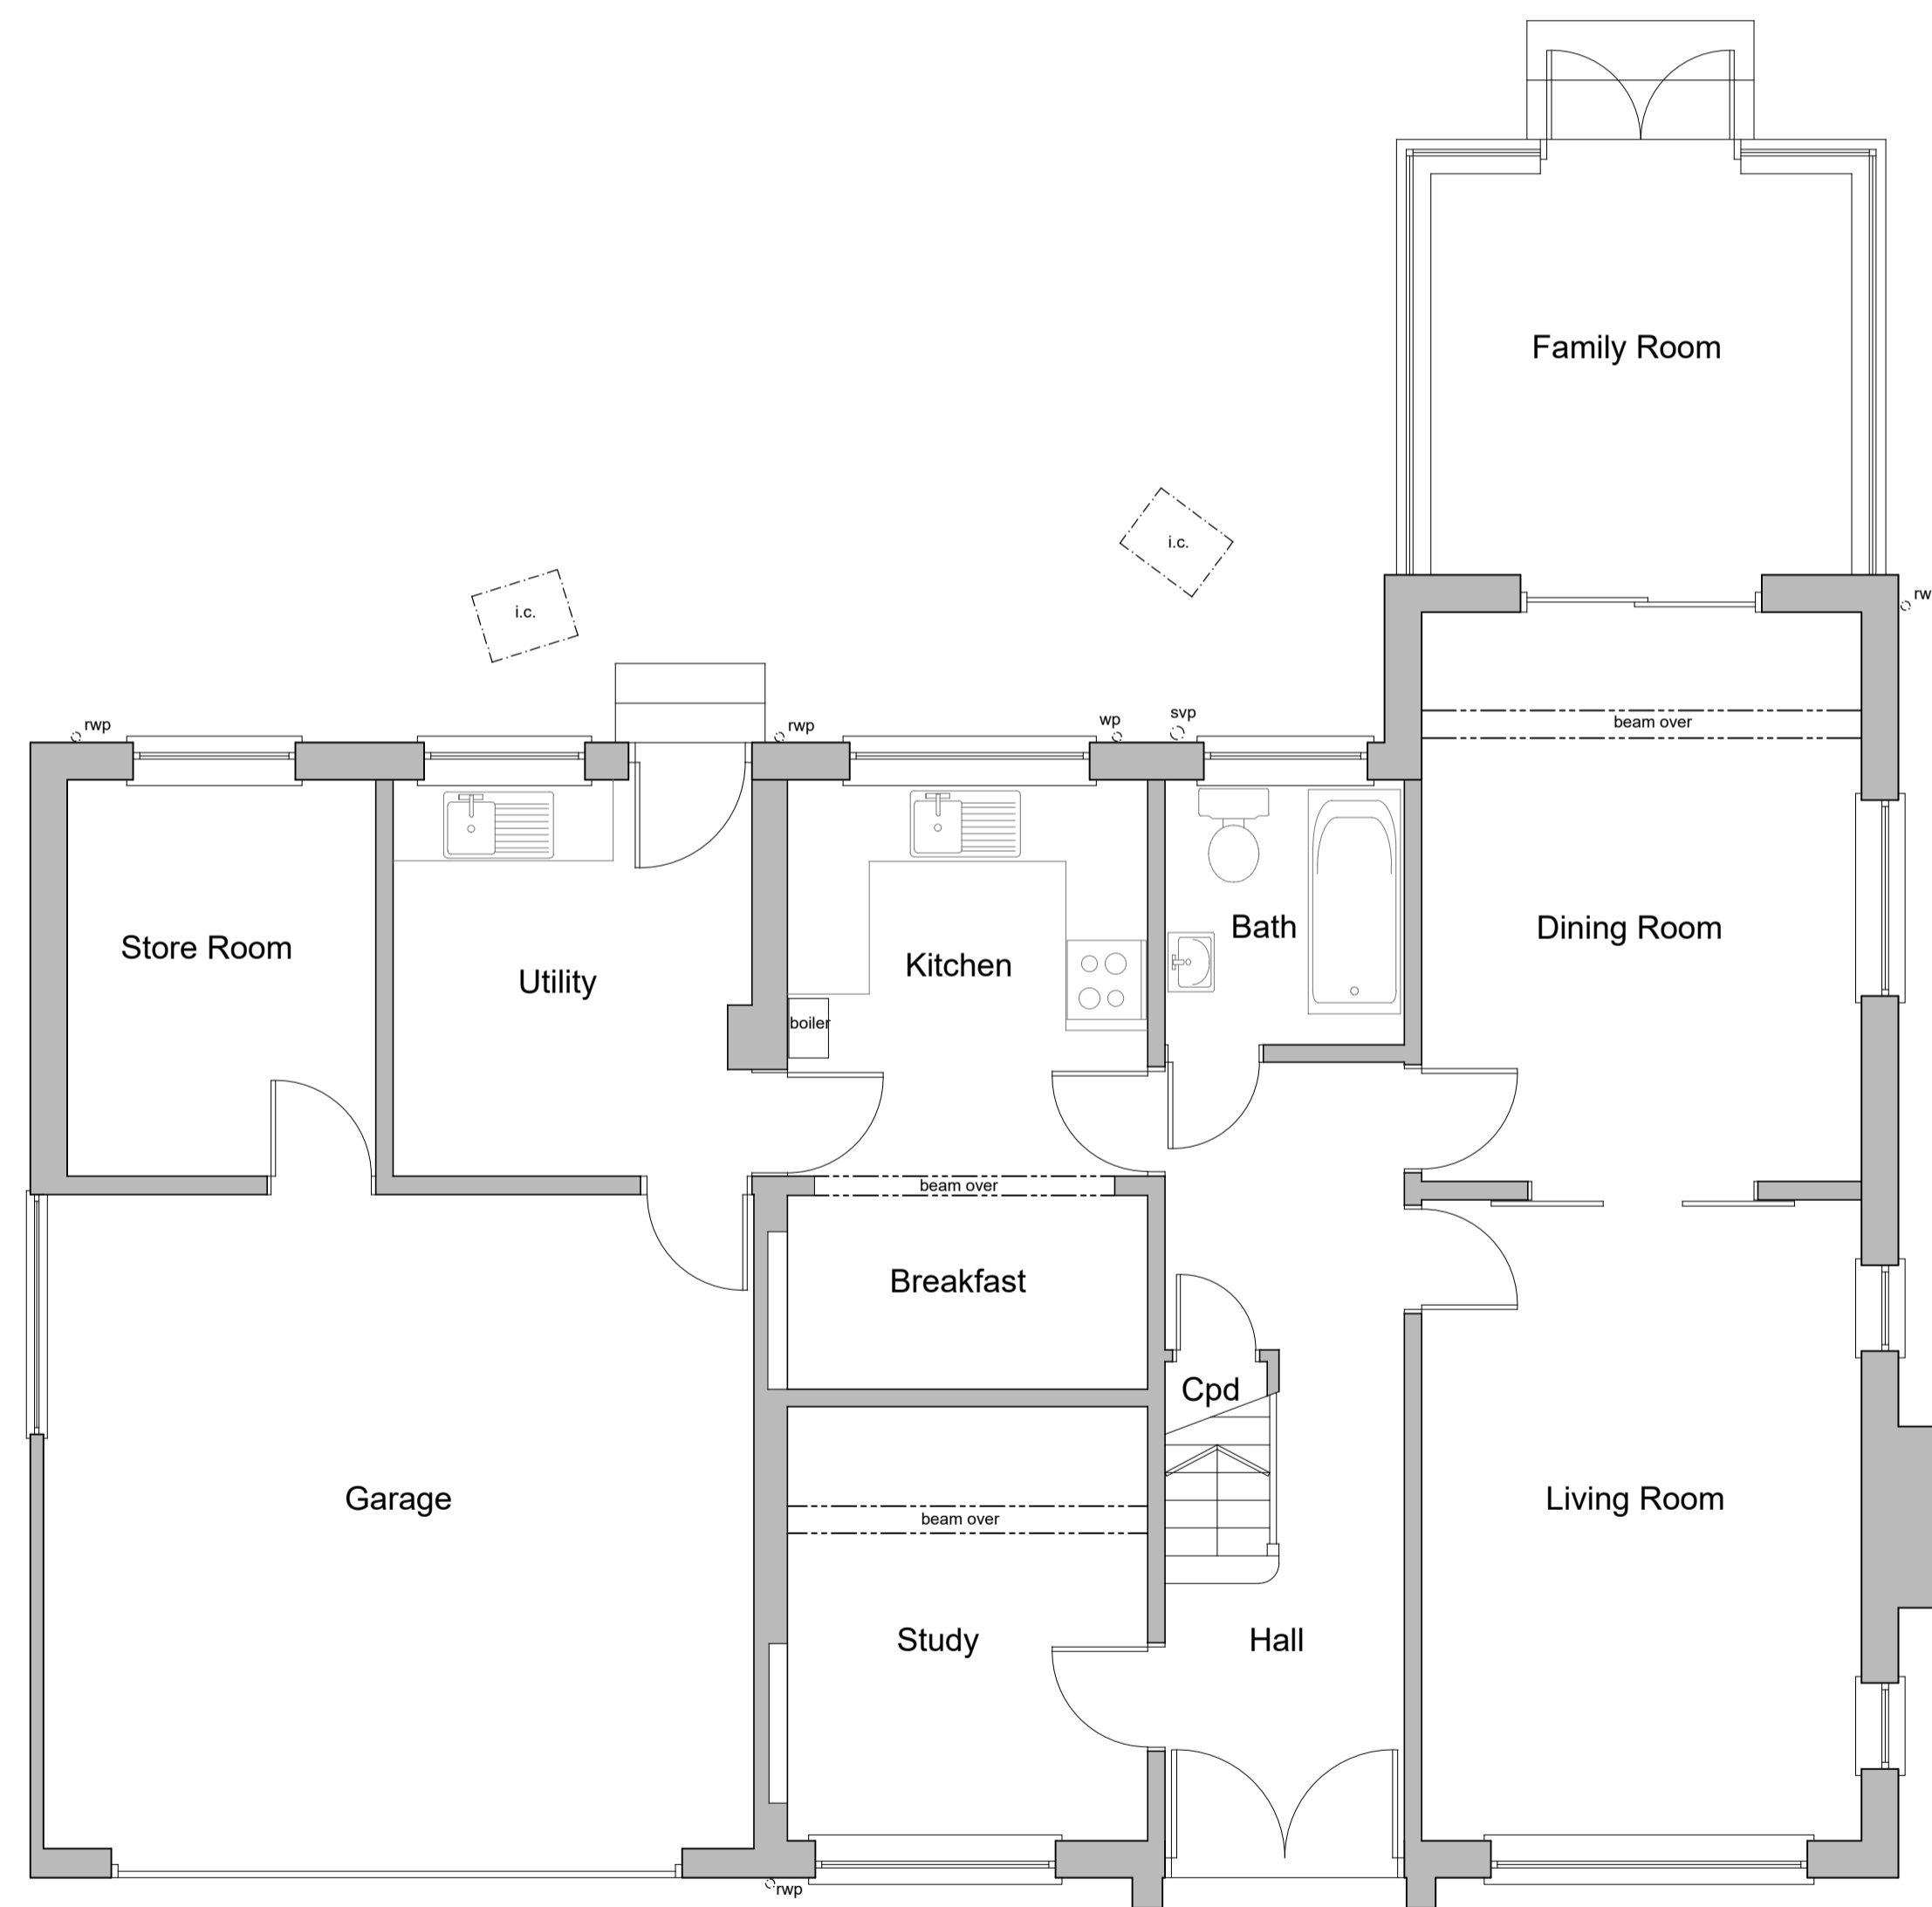 Family Room
i.c.
i.c.
rw
rwp
rwp
wp
svp
beam over
Store Room
Utility
Kitchen
Bath
Dining Room
boiler
beam over
Breakfast
Cpd
Garage
beam over
Living Room
Study
Hall
rwp